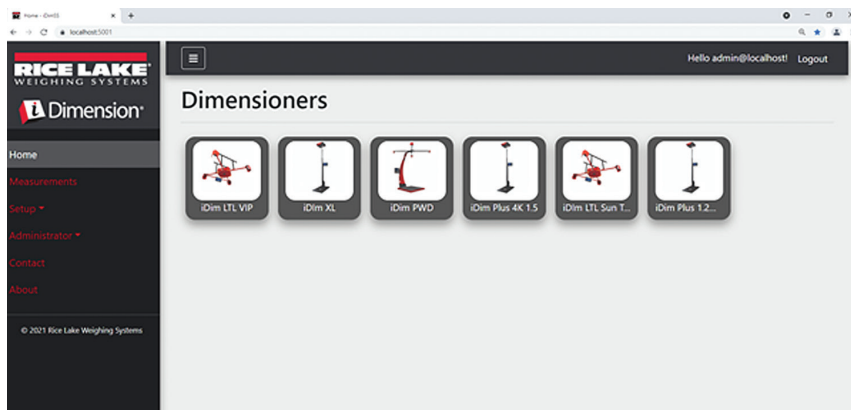 Home - iDimSS
localhost:5001
RICE LAKE
WEIGHING SYSTEMS
iDimension
Home
Measurements
Setup
Administrator
Contact
About
© 2021 Rice Lake Weighing Systems
Hello admin@localhost! Logout
Dimensioners
iDim LTL VIP
iDim XL
iDim PWD
iDim Plus 4K 1.5
iDim LTL Sun T...
iDim Plus 1.2...